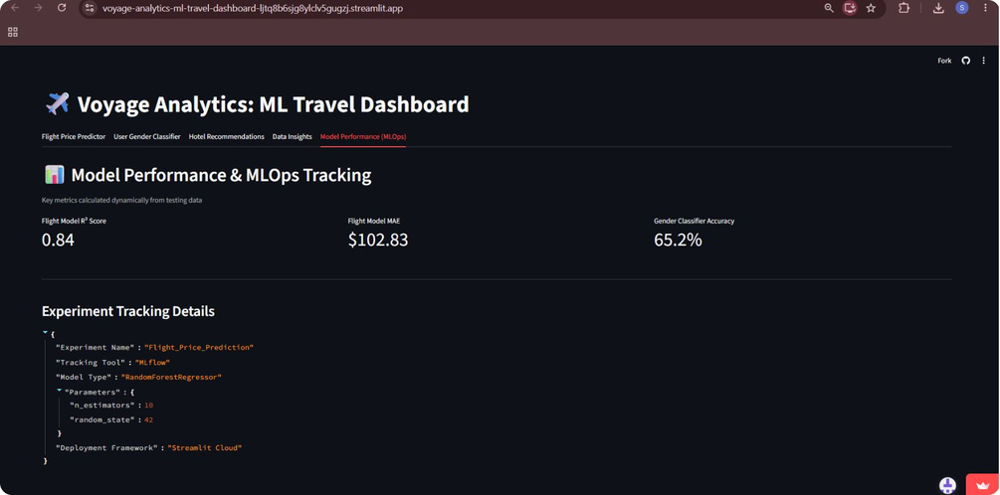 voyage-analytics-ml-travel-dashboard-ljtq8b6sjg8ylclv5gugzj.streamlit.app
S
Fork
Voyage Analytics: ML Travel Dashboard
Flight Price Predictor User Gender Classifier Hotel Recommendations Data Insights Model Performance (MLOps)
Model Performance & MLOps Tracking
Key metrics calculated dynamically from testing data
Flight Model R² Score Flight Model MAE Gender Classifier Accuracy
0.84 $102.83 65.2%
Experiment Tracking Details
{
"Experiment Name" : "Flight_Price_Prediction"
"Tracking Tool" : "MLflow"
"Model Type" : "RandomForestRegressor"
"Parameters" : {
"n_estimators" : 10
"random_state" : 42
}
"Deployment Framework" : "Streamlit Cloud"
}